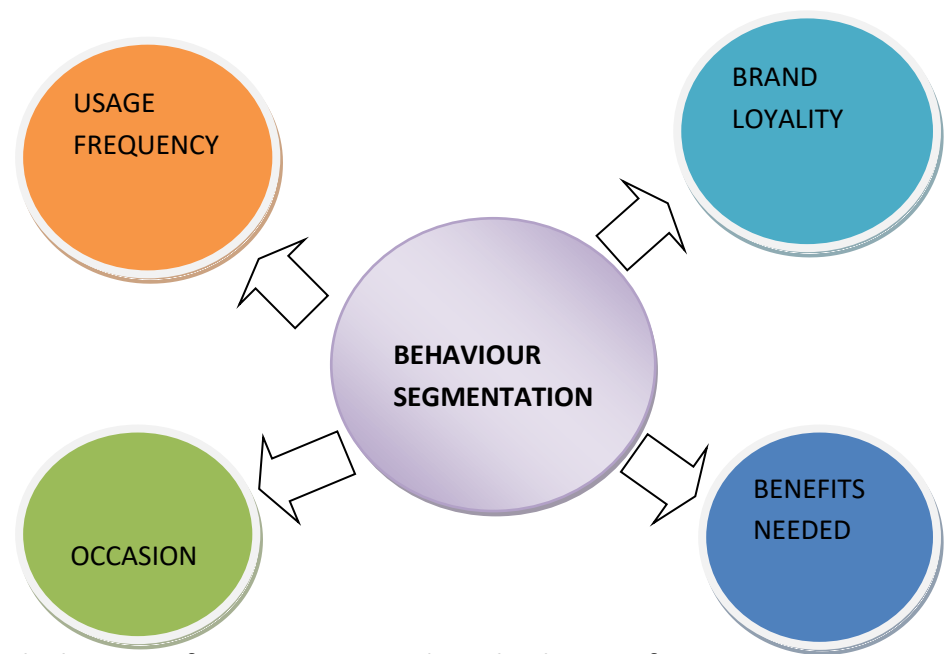 USAGE
FREQUENCY
BRAND
LOYALITY
BEHAVIOUR
SEGMENTATION
OCCASION
BENEFITS
NEEDED